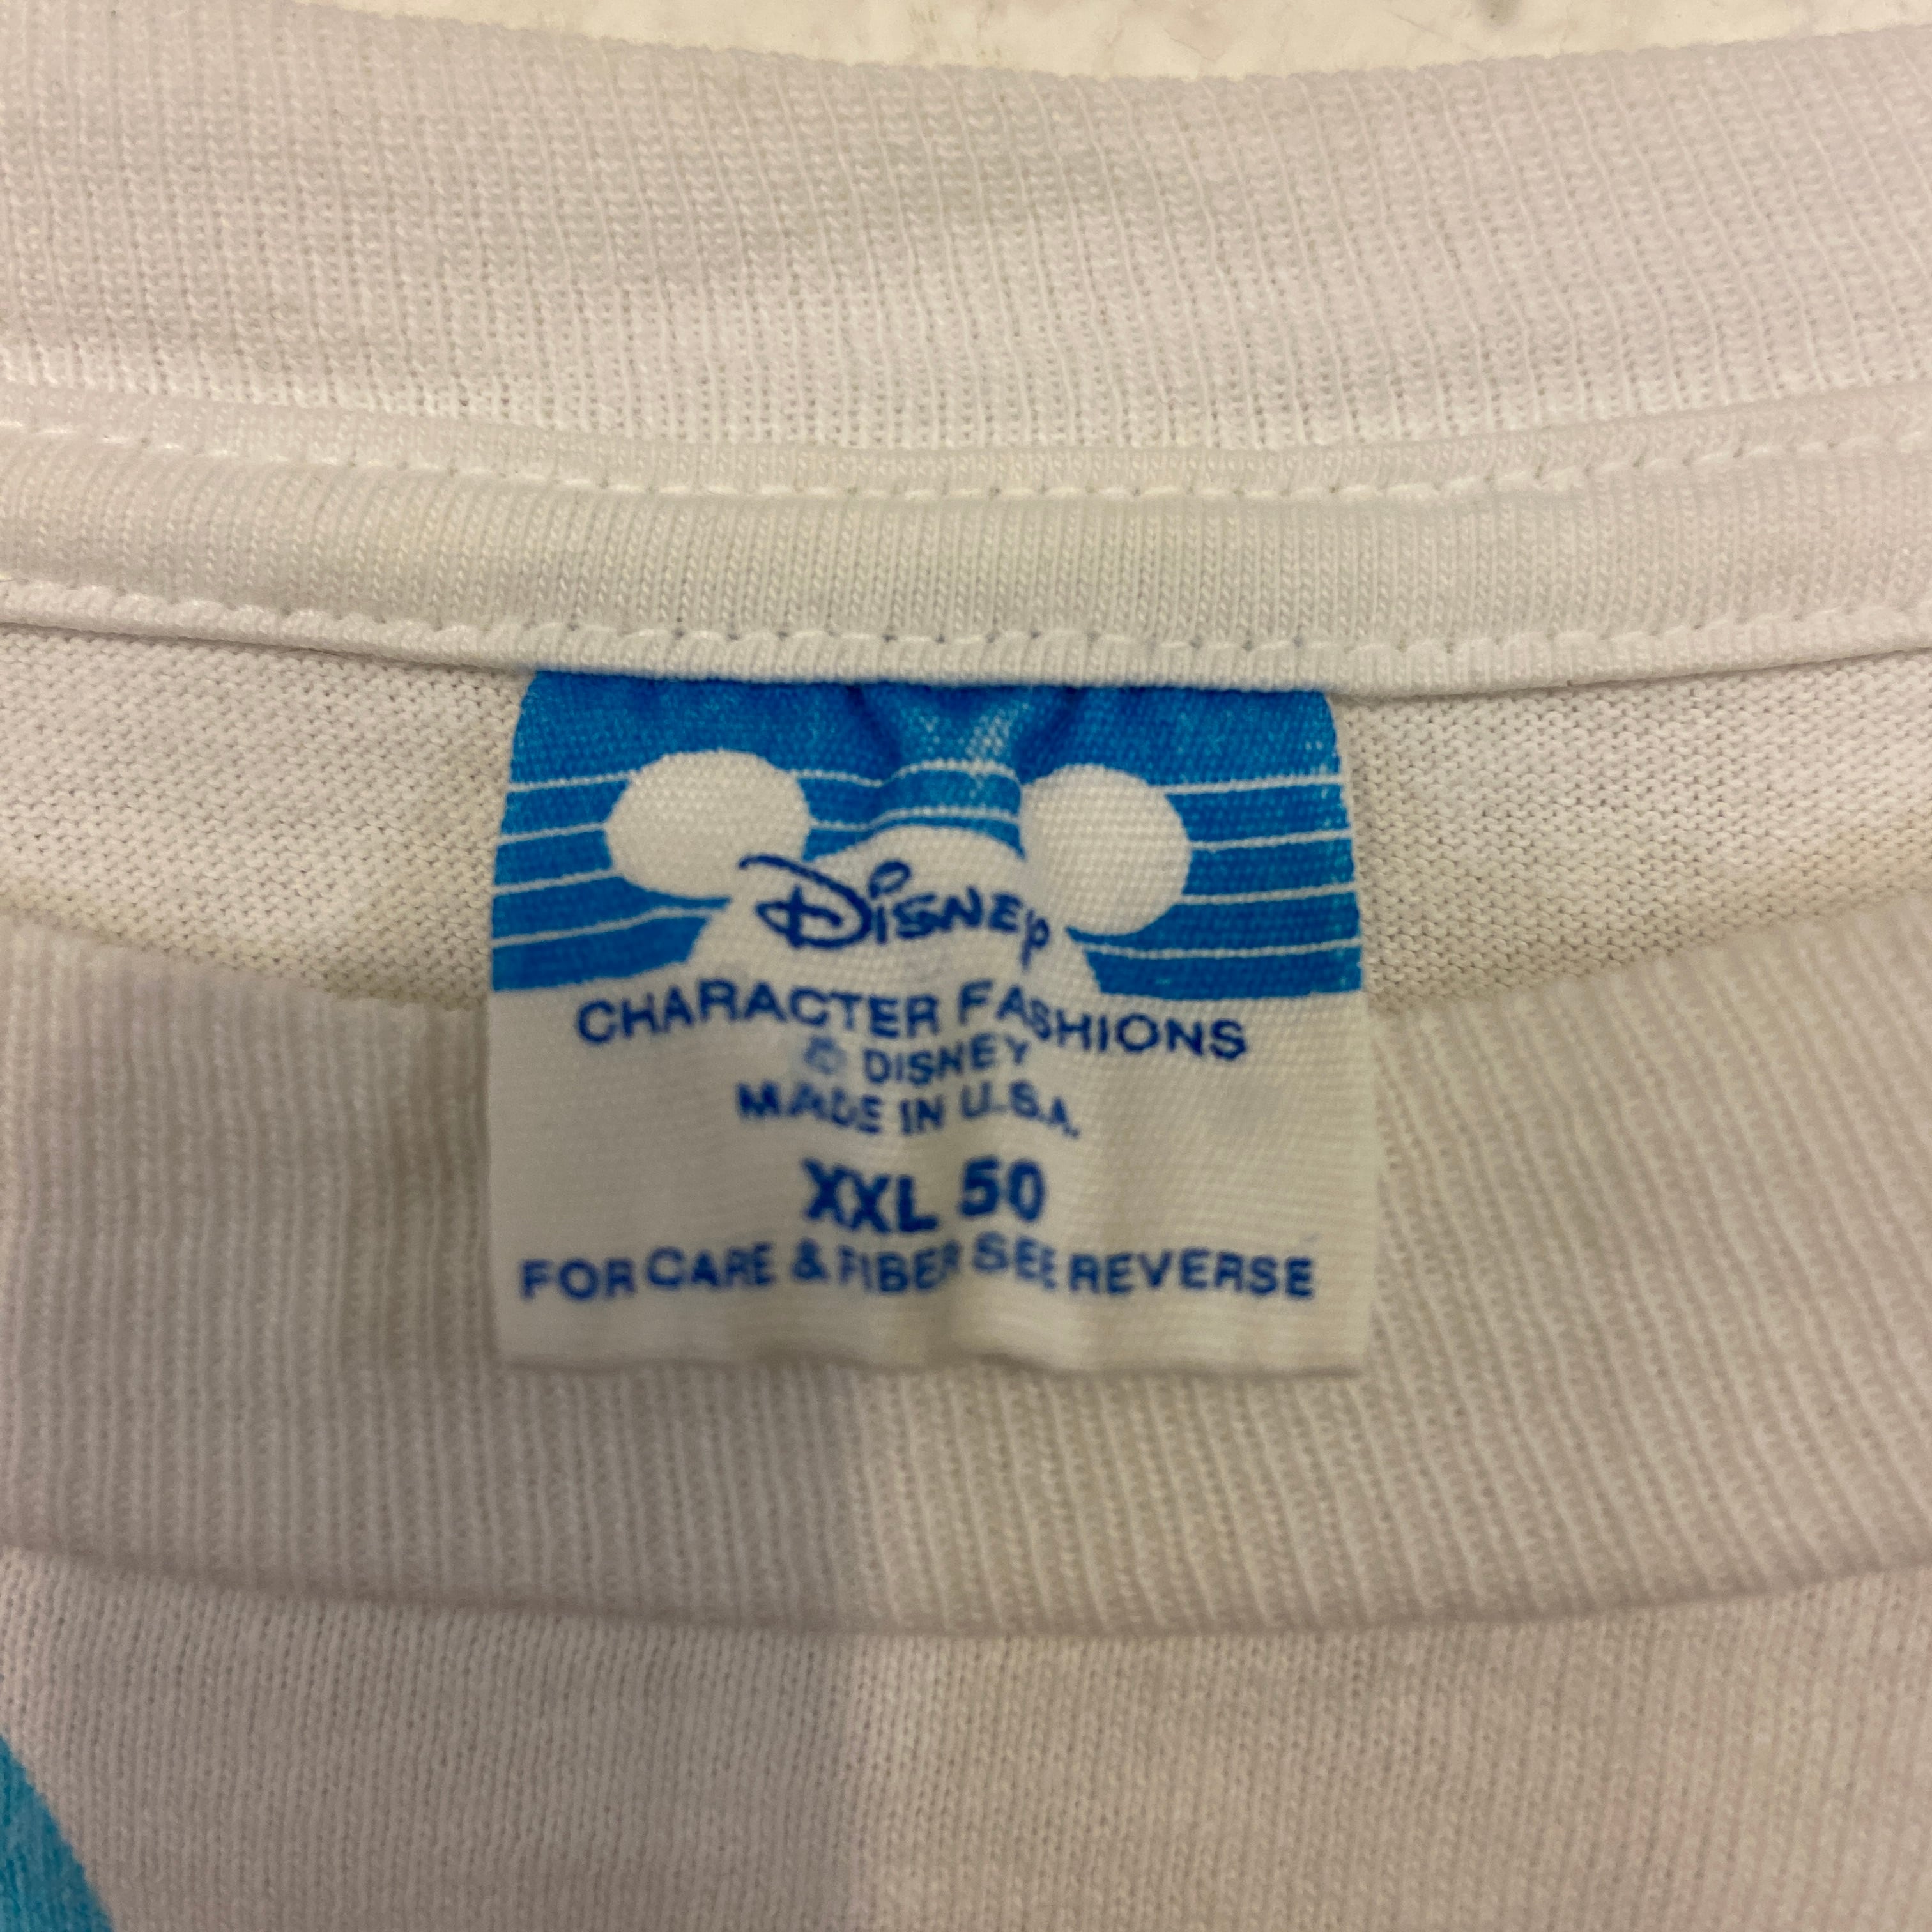 Disney
CHARACTER FASHIONS
© DISNEY
MADE IN U.S.A.
XXL 50
FOR CARE & FIBER SEE REVERSE